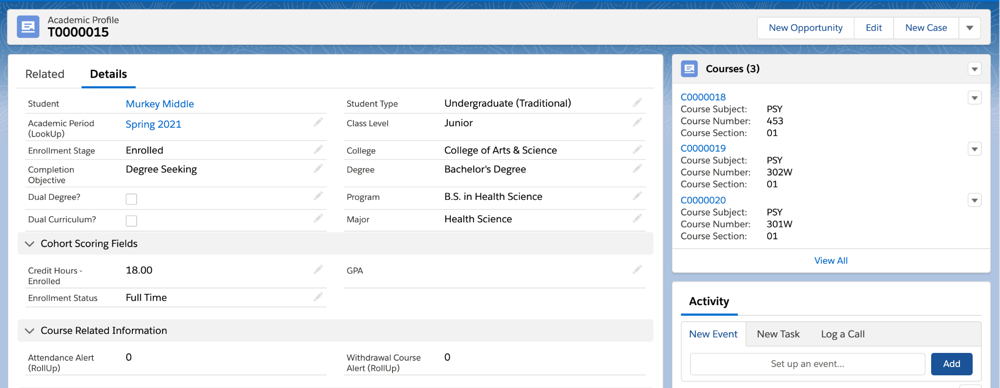 Academic Profile
T0000015
New Opportunity
Edit
New Case
Related
Details
Student
Murkey Middle
Student Type
Undergraduate (Traditional)
Academic Period
(LookUp)
Spring 2021
Class Level
Junior
Enrollment Stage
Enrolled
College
College of Arts & Science
Completion
Objective
Degree Seeking
Degree
Bachelor's Degree
Dual Degree?
Program
B.S. in Health Science
Dual Curriculum?
Major
Health Science
Cohort Scoring Fields
Credit Hours -
Enrolled
18.00
GPA
Enrollment Status
Full Time
Course Related Information
Attendance Alert
(RollUp)
0
Withdrawal Course
Alert (RollUp)
0
Courses (3)
C0000018
Course Subject: PSY
Course Number: 453
Course Section: 01
C0000019
Course Subject: PSY
Course Number: 302W
Course Section: 01
C0000020
Course Subject: PSY
Course Number: 301W
Course Section: 01
View All
Activity
New Event
New Task
Log a Call
Set up an event...
Add